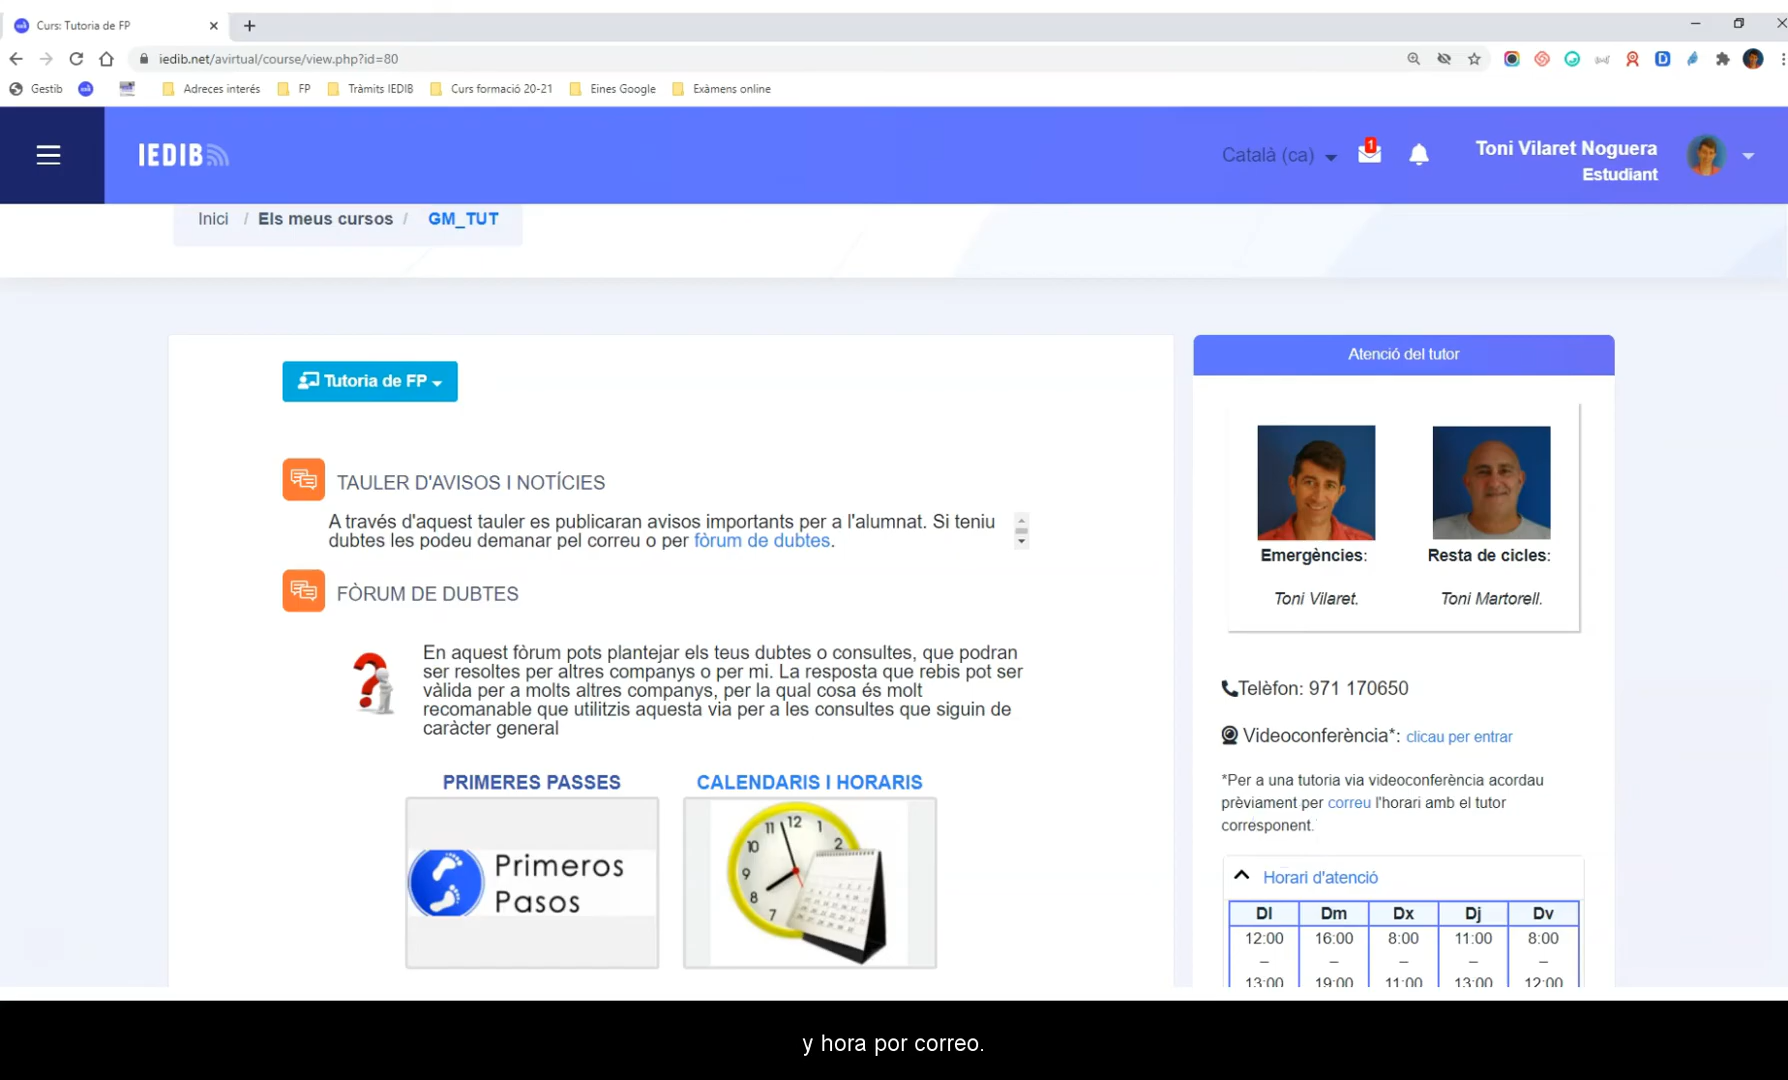 Curs: Tutoria de FP
iedib.net/avirtual/course/view.php?id=80
Gestib
Adreces interés
FP
Tràmits IEDIB
Curs formació 20-21
Eines Google
Exàmens online
IEDIB
Català (ca)
1
Toni Vilaret Noguera
Estudiant
Inici / Els meus cursos / GM_TUT
Tutoria de FP
TAULER D'AVISOS I NOTÍCIES
A través d'aquest tauler es publicaran avisos importants per a l'alumnat. Si teniu
dubtes les podeu demanar pel correu o per fòrum de dubtes.
FÒRUM DE DUBTES
En aquest fòrum pots plantejar els teus dubtes o consultes, que podran
ser resoltes per altres companys o per mi. La resposta que rebis pot ser
vàlida per a molts altres companys, per la qual cosa és molt
recomanable que utilitzis aquesta via per a les consultes que siguin de
caràcter general
PRIMERES PASSES
CALENDARIS I HORARIS
Primeros
Pasos
11 12 1
10 2
9
8
7
Atenció del tutor
Emergències:
Resta de cicles:
Toni Vilaret.
Toni Martorell.
Telèfon: 971 170650
Videoconferència*: clicau per entrar
*Per a una tutoria via videoconferència acordau
prèviament per correu l'horari amb el tutor
corresponent.
Horari d'atenció
Dl Dm Dx Dj Dv
12:00 16:00 8:00 11:00 8:00
– – – – –
13:00 19:00 11:00 13:00 12:00
y hora por correo.